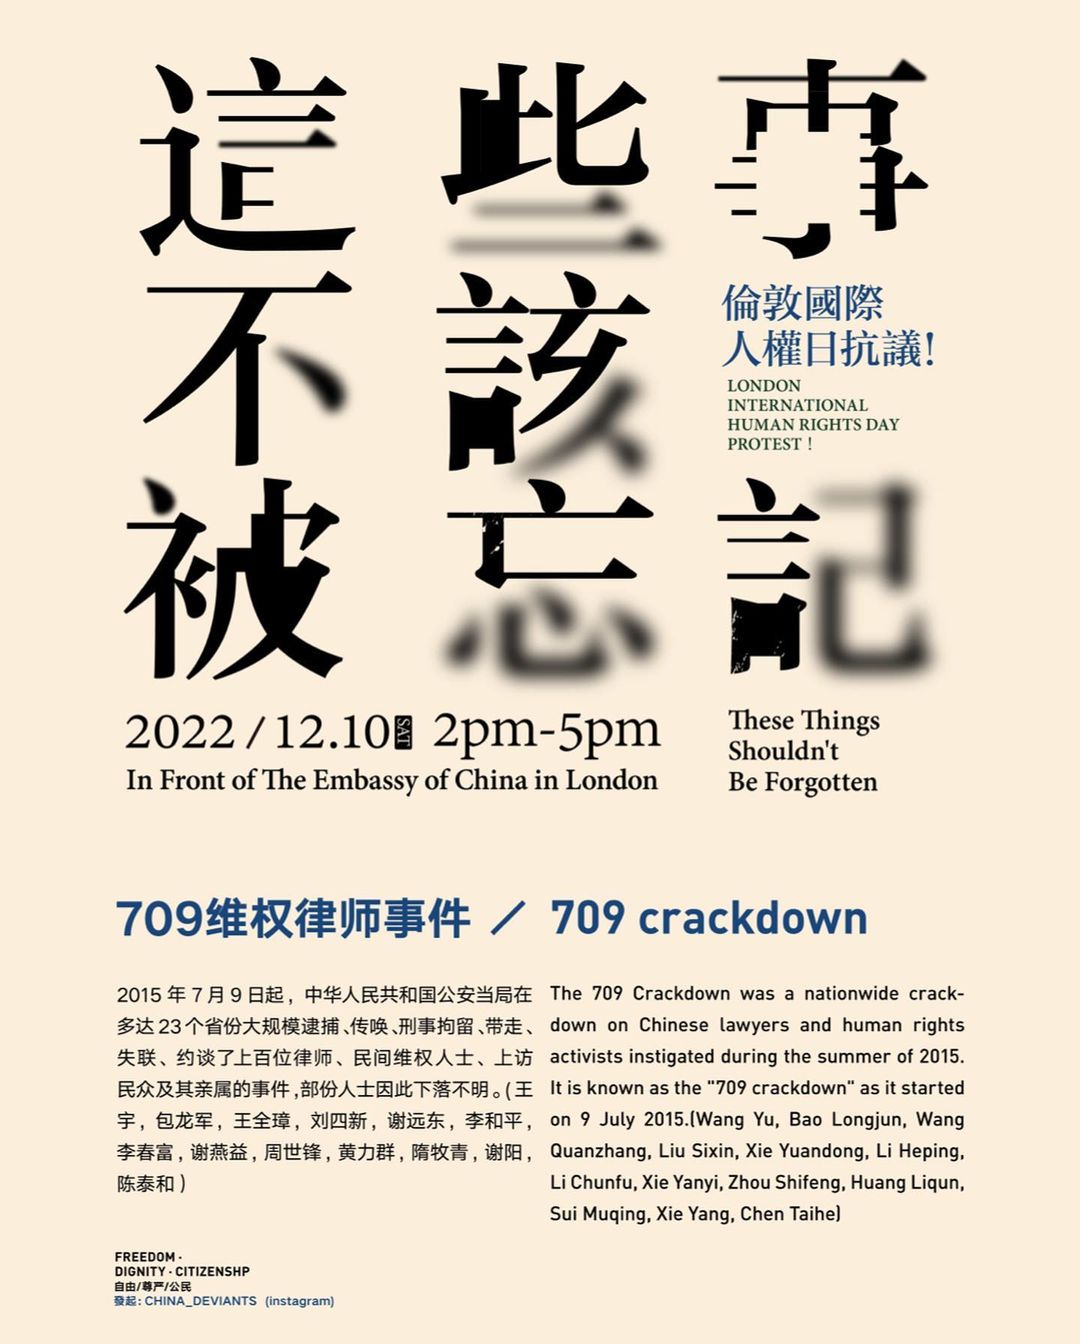 這些事
不該
倫敦國際
人權日抗議!
LONDON
INTERNATIONAL
HUMAN RIGHTS DAY
PROTEST !
被忘記
2022 / 12.10 SAT 2pm-5pm
In Front of The Embassy of China in London
These Things
Shouldn't
Be Forgotten
709维权律师事件 / 709 crackdown
2015 年 7 月 9 日起，中华人民共和国公安当局在
多达 23 个省份大规模逮捕、传唤、刑事拘留、带走、
失联、约谈了上百位律师、民间维权人士、上访
民众及其亲属的事件,部份人士因此下落不明。( 王
宇，包龙军，王全璋，刘四新，谢远东，李和平，
李春富，谢燕益，周世锋，黄力群，隋牧青，谢阳，
陈泰和 )
The 709 Crackdown was a nationwide crack-
down on Chinese lawyers and human rights
activists instigated during the summer of 2015.
It is known as the "709 crackdown" as it started
on 9 July 2015.(Wang Yu, Bao Longjun, Wang
Quanzhang, Liu Sixin, Xie Yuandong, Li Heping,
Li Chunfu, Xie Yanyi, Zhou Shifeng, Huang Liqun,
Sui Muqing, Xie Yang, Chen Taihe)
FREEDOM ·
DIGNITY · CITIZENSHP
自由/尊严/公民
發起: CHINA_DEVIANTS (instagram)